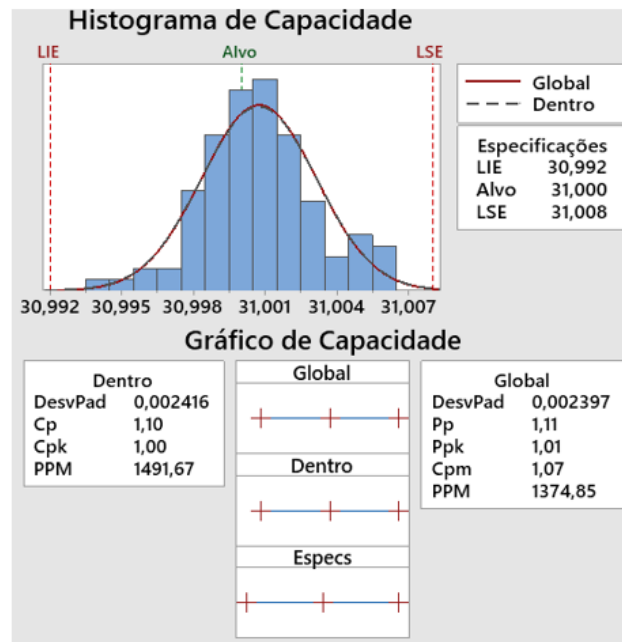 Histograma de Capacidade
LIE Alvo LSE
Global
Dentro
Especificações
LIE 30,992
Alvo 31,000
LSE 31,008
30,992 30,995 30,998 31,001 31,004 31,007
Gráfico de Capacidade
Dentro
DesvPad 0,002416
Cp 1,10
Cpk 1,00
PPM 1491,67
Global
Dentro
Especs
Global
DesvPad 0,002397
Pp 1,11
Ppk 1,01
Cpm 1,07
PPM 1374,85